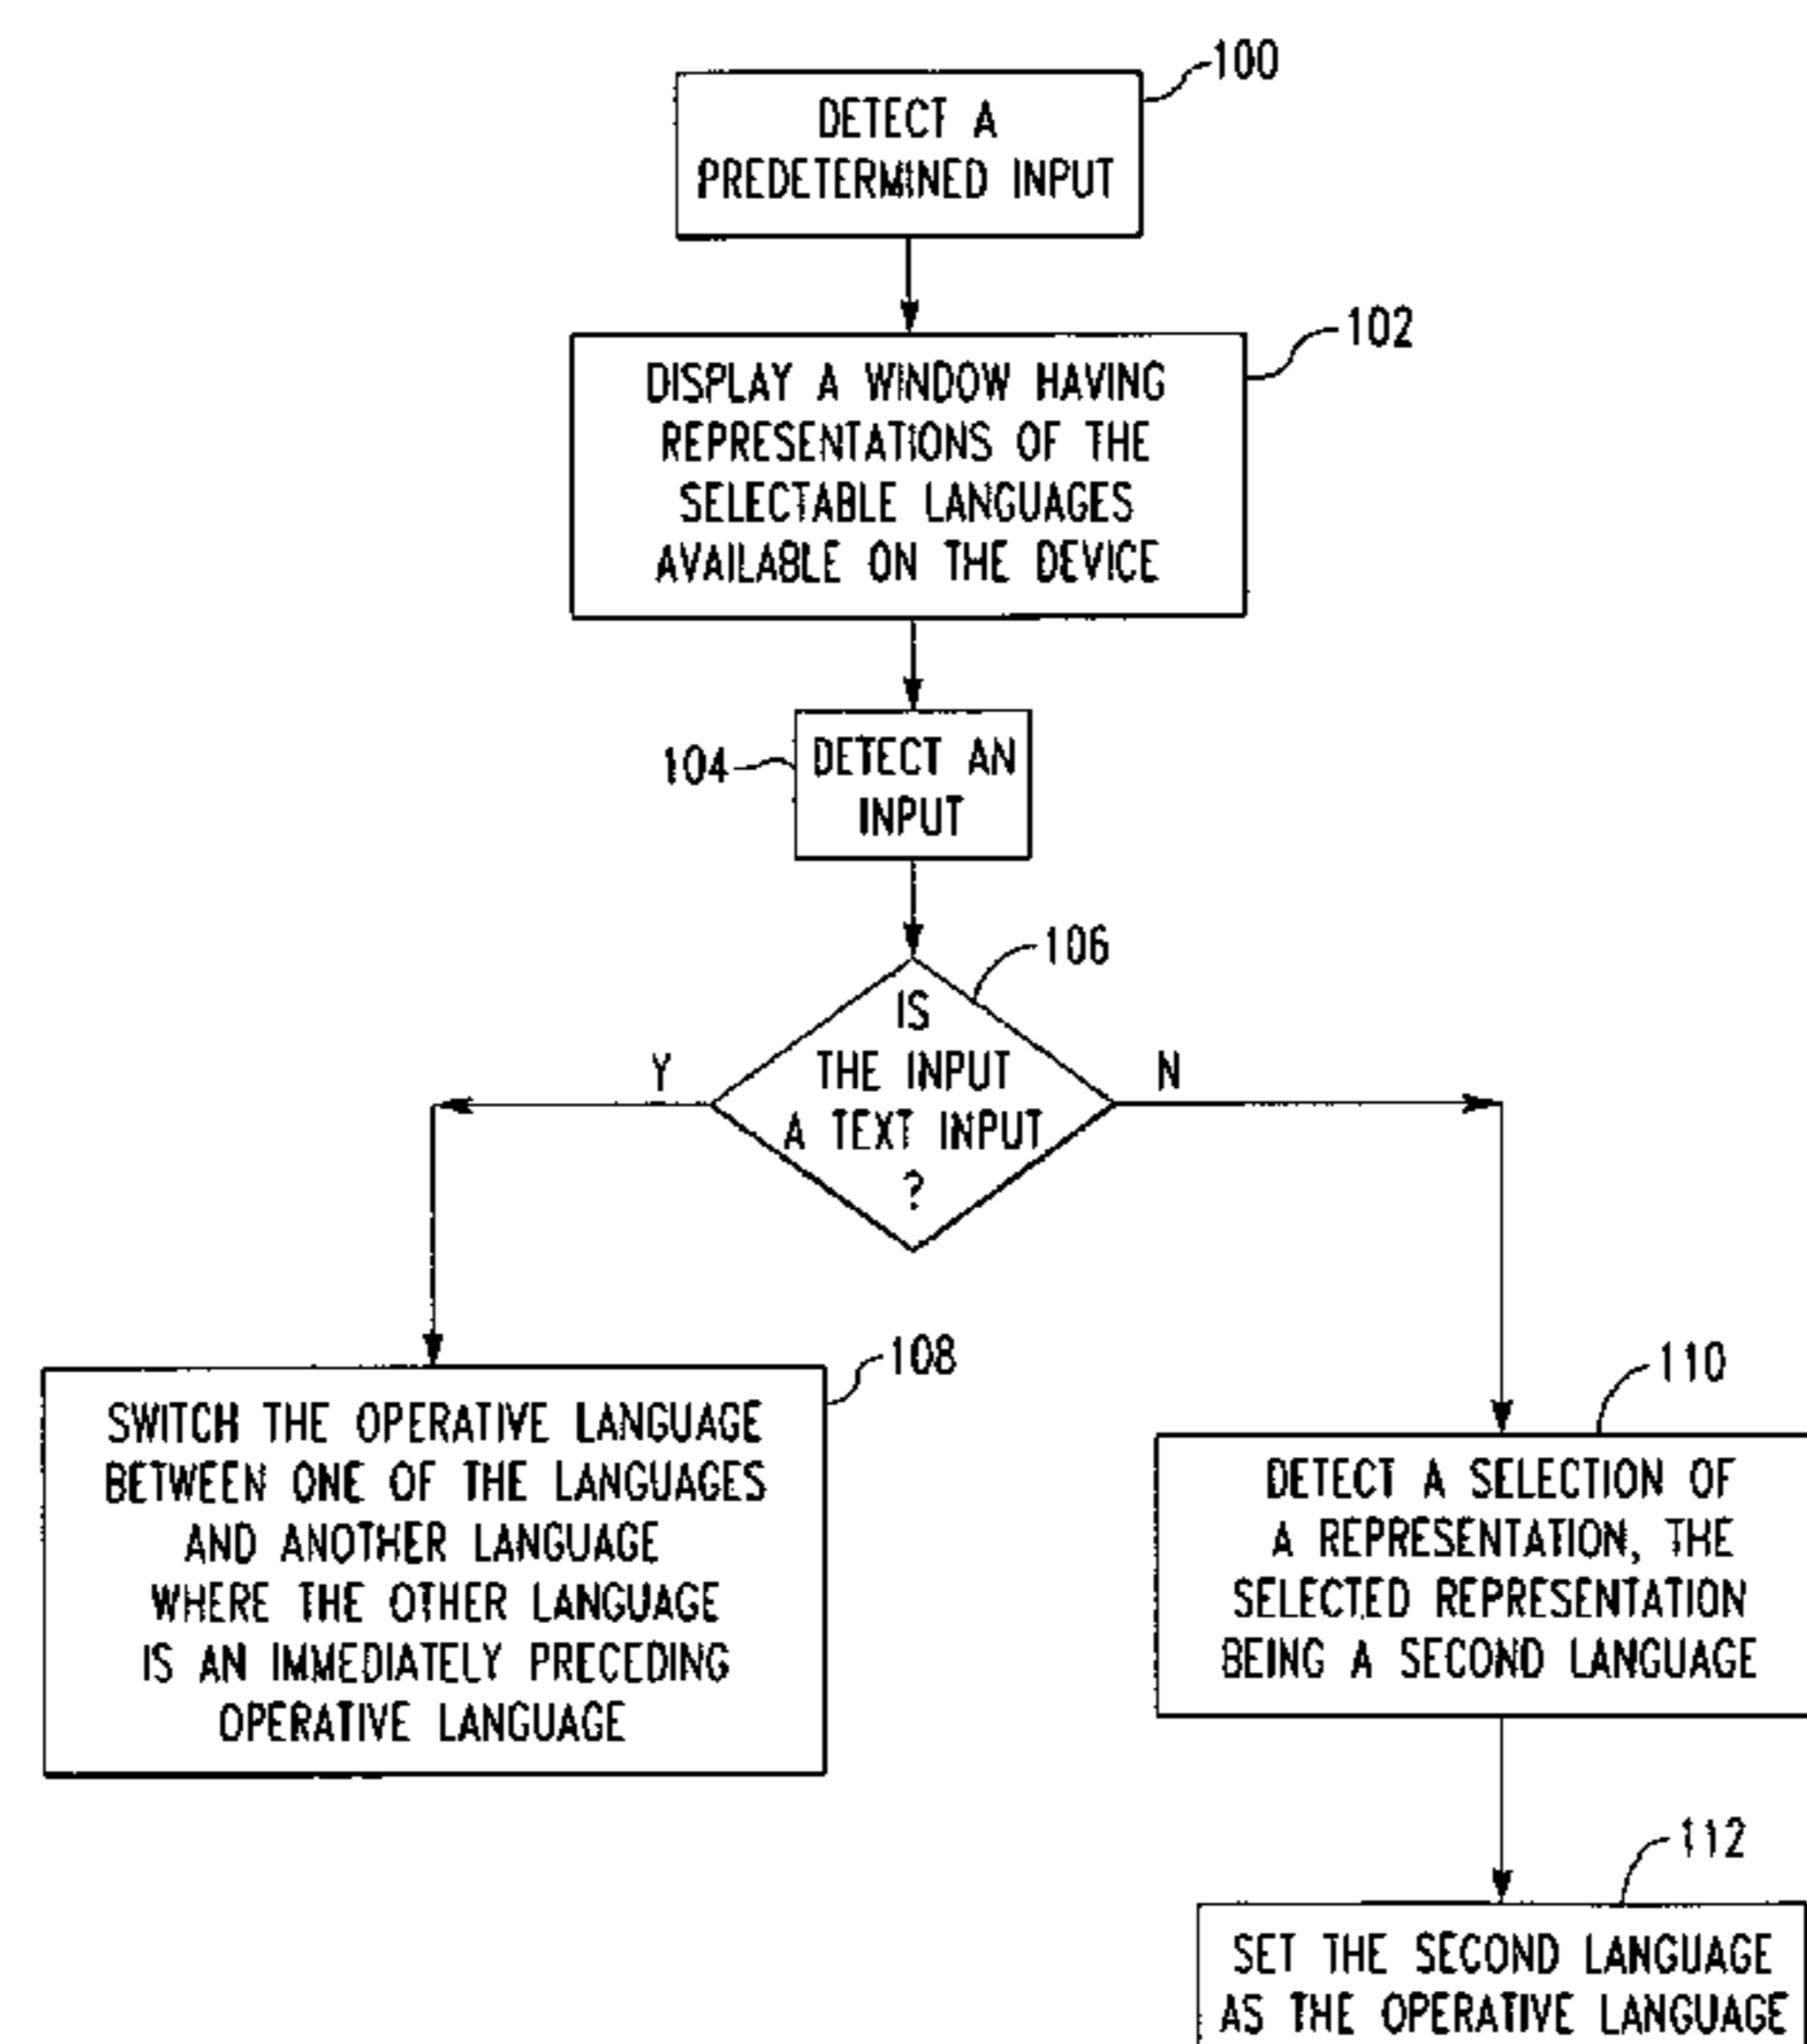 100
DETECT A
PREDETERMINED INPUT
102
DISPLAY A WINDOW HAVING
REPRESENTATIONS OF THE
SELECTABLE LANGUAGES
AVAILABLE ON THE DEVICE
104
DETECT AN
INPUT
106
IS
THE INPUT
A TEXT INPUT
?
Y
N
108
SWITCH THE OPERATIVE LANGUAGE
BETWEEN ONE OF THE LANGUAGES
AND ANOTHER LANGUAGE
WHERE THE OTHER LANGUAGE
IS AN IMMEDIATELY PRECEDING
OPERATIVE LANGUAGE
110
DETECT A SELECTION OF
A REPRESENTATION, THE
SELECTED REPRESENTATION
BEING A SECOND LANGUAGE
112
SET THE SECOND LANGUAGE
AS THE OPERATIVE LANGUAGE